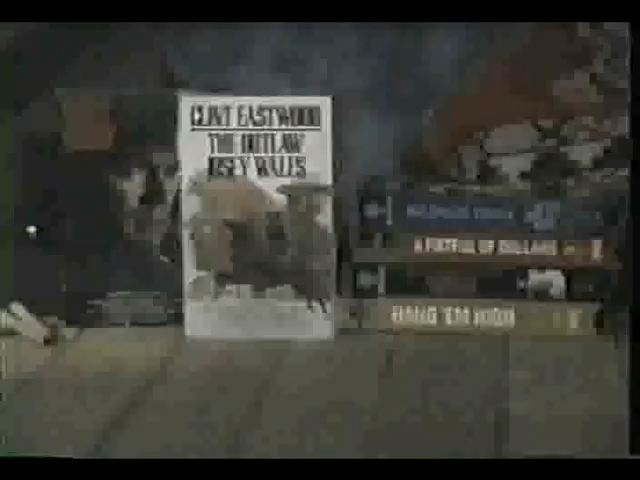 CLINT EASTWOOD
THE OUTLAW
JOSEY WALES
A FISTFUL OF DOLLARS
HANG 'EM HIGH